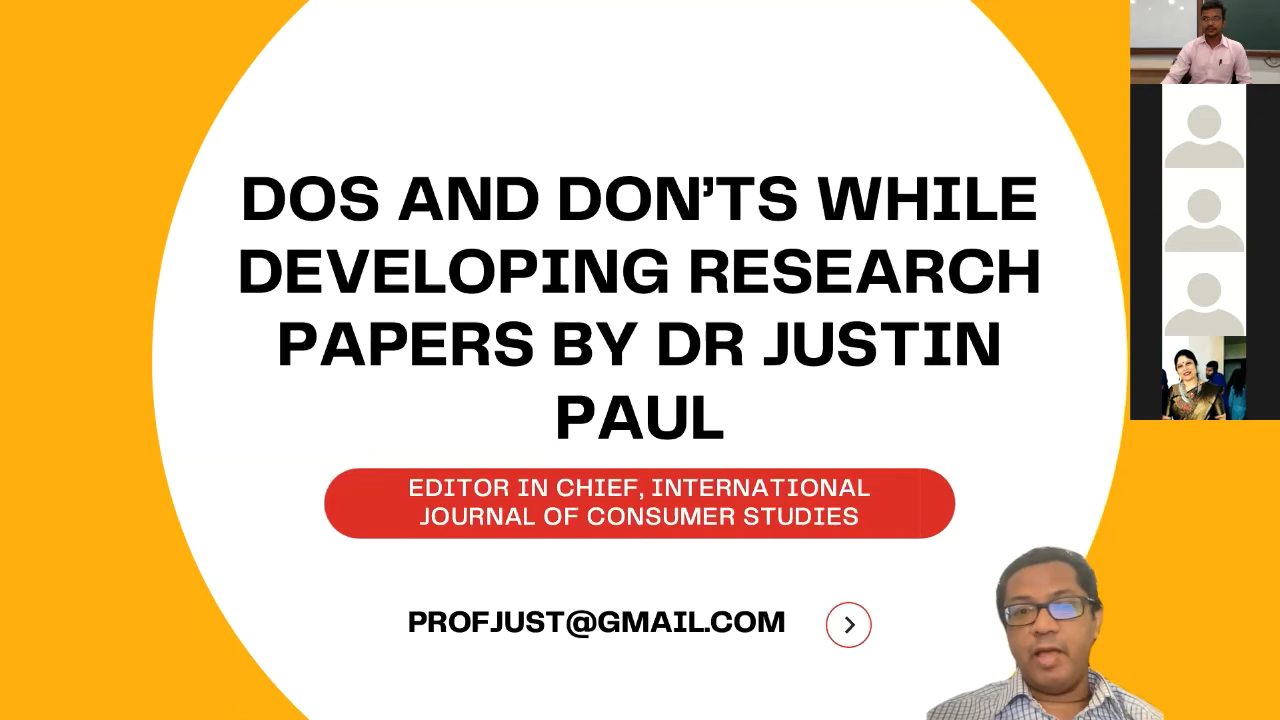 DOS AND DON'TS WHILE
DEVELOPING RESEARCH
PAPERS BY DR JUSTIN
PAUL
EDITOR IN CHIEF, INTERNATIONAL
JOURNAL OF CONSUMER STUDIES
PROFJUST@GMAIL.COM